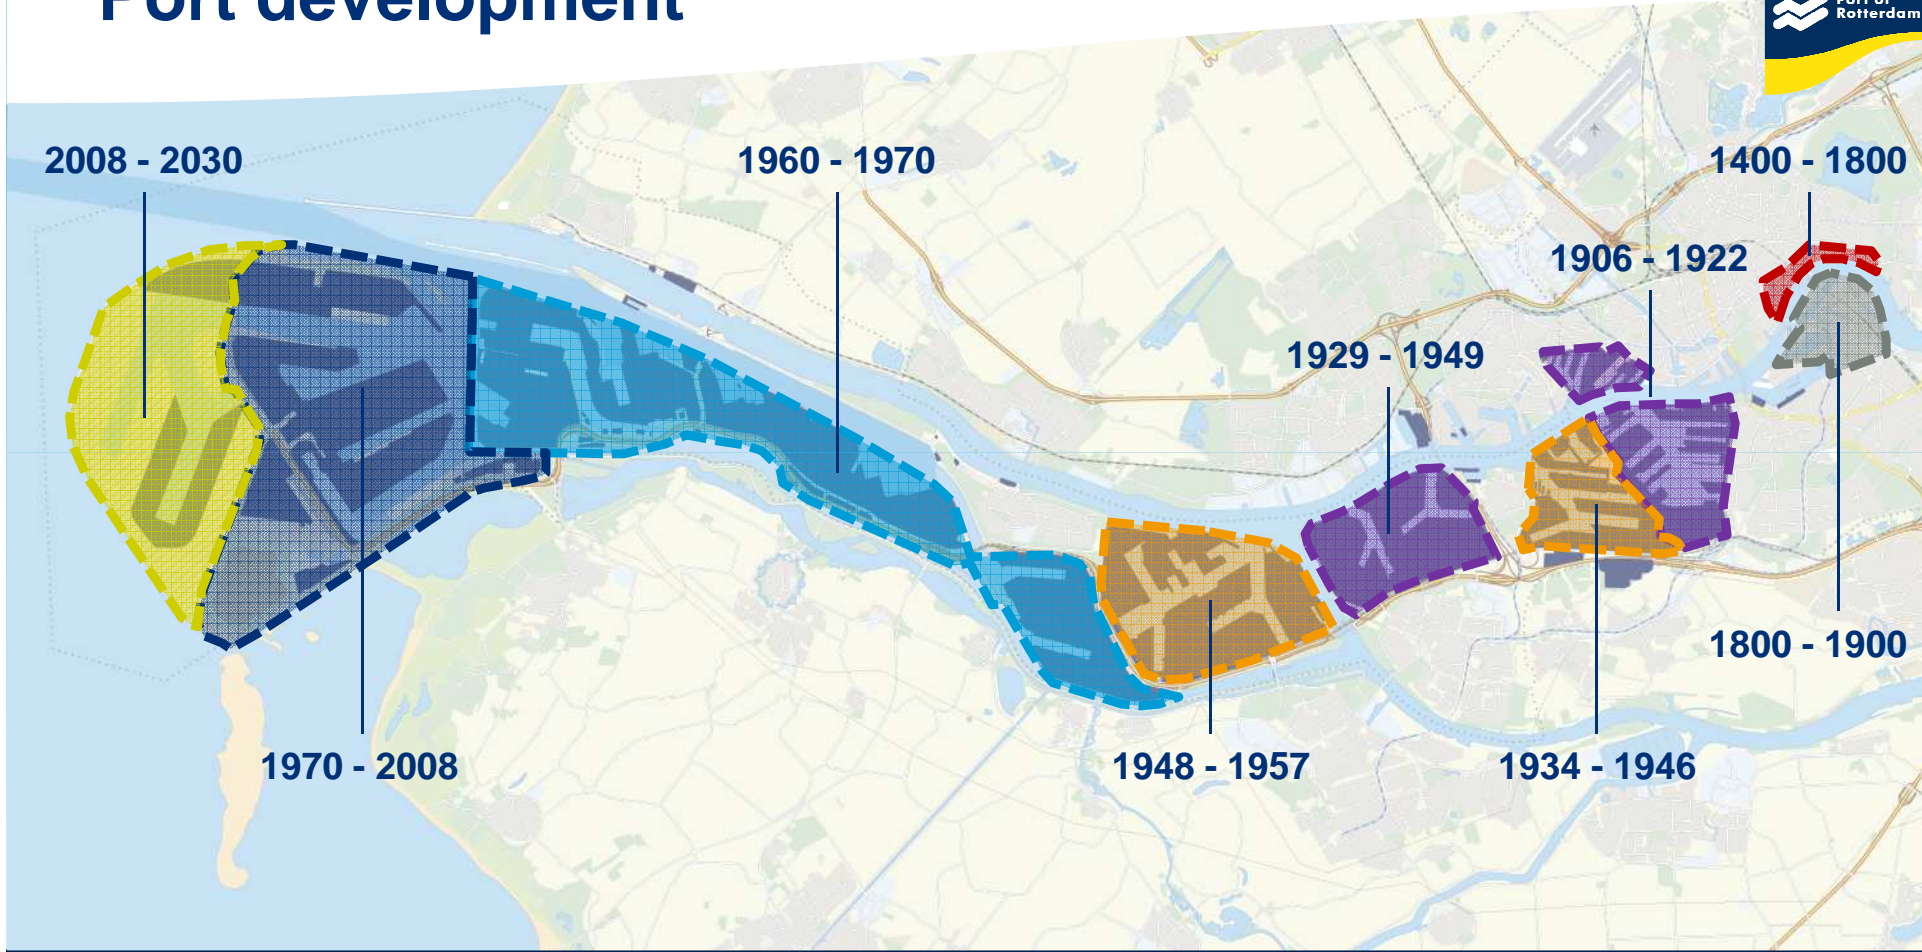 Port development
Port of
Rotterdam
2008 - 2030
1960 - 1970
1400 - 1800
1906 - 1922
1929 - 1949
1800 - 1900
1970 - 2008
1948 - 1957
1934 - 1946